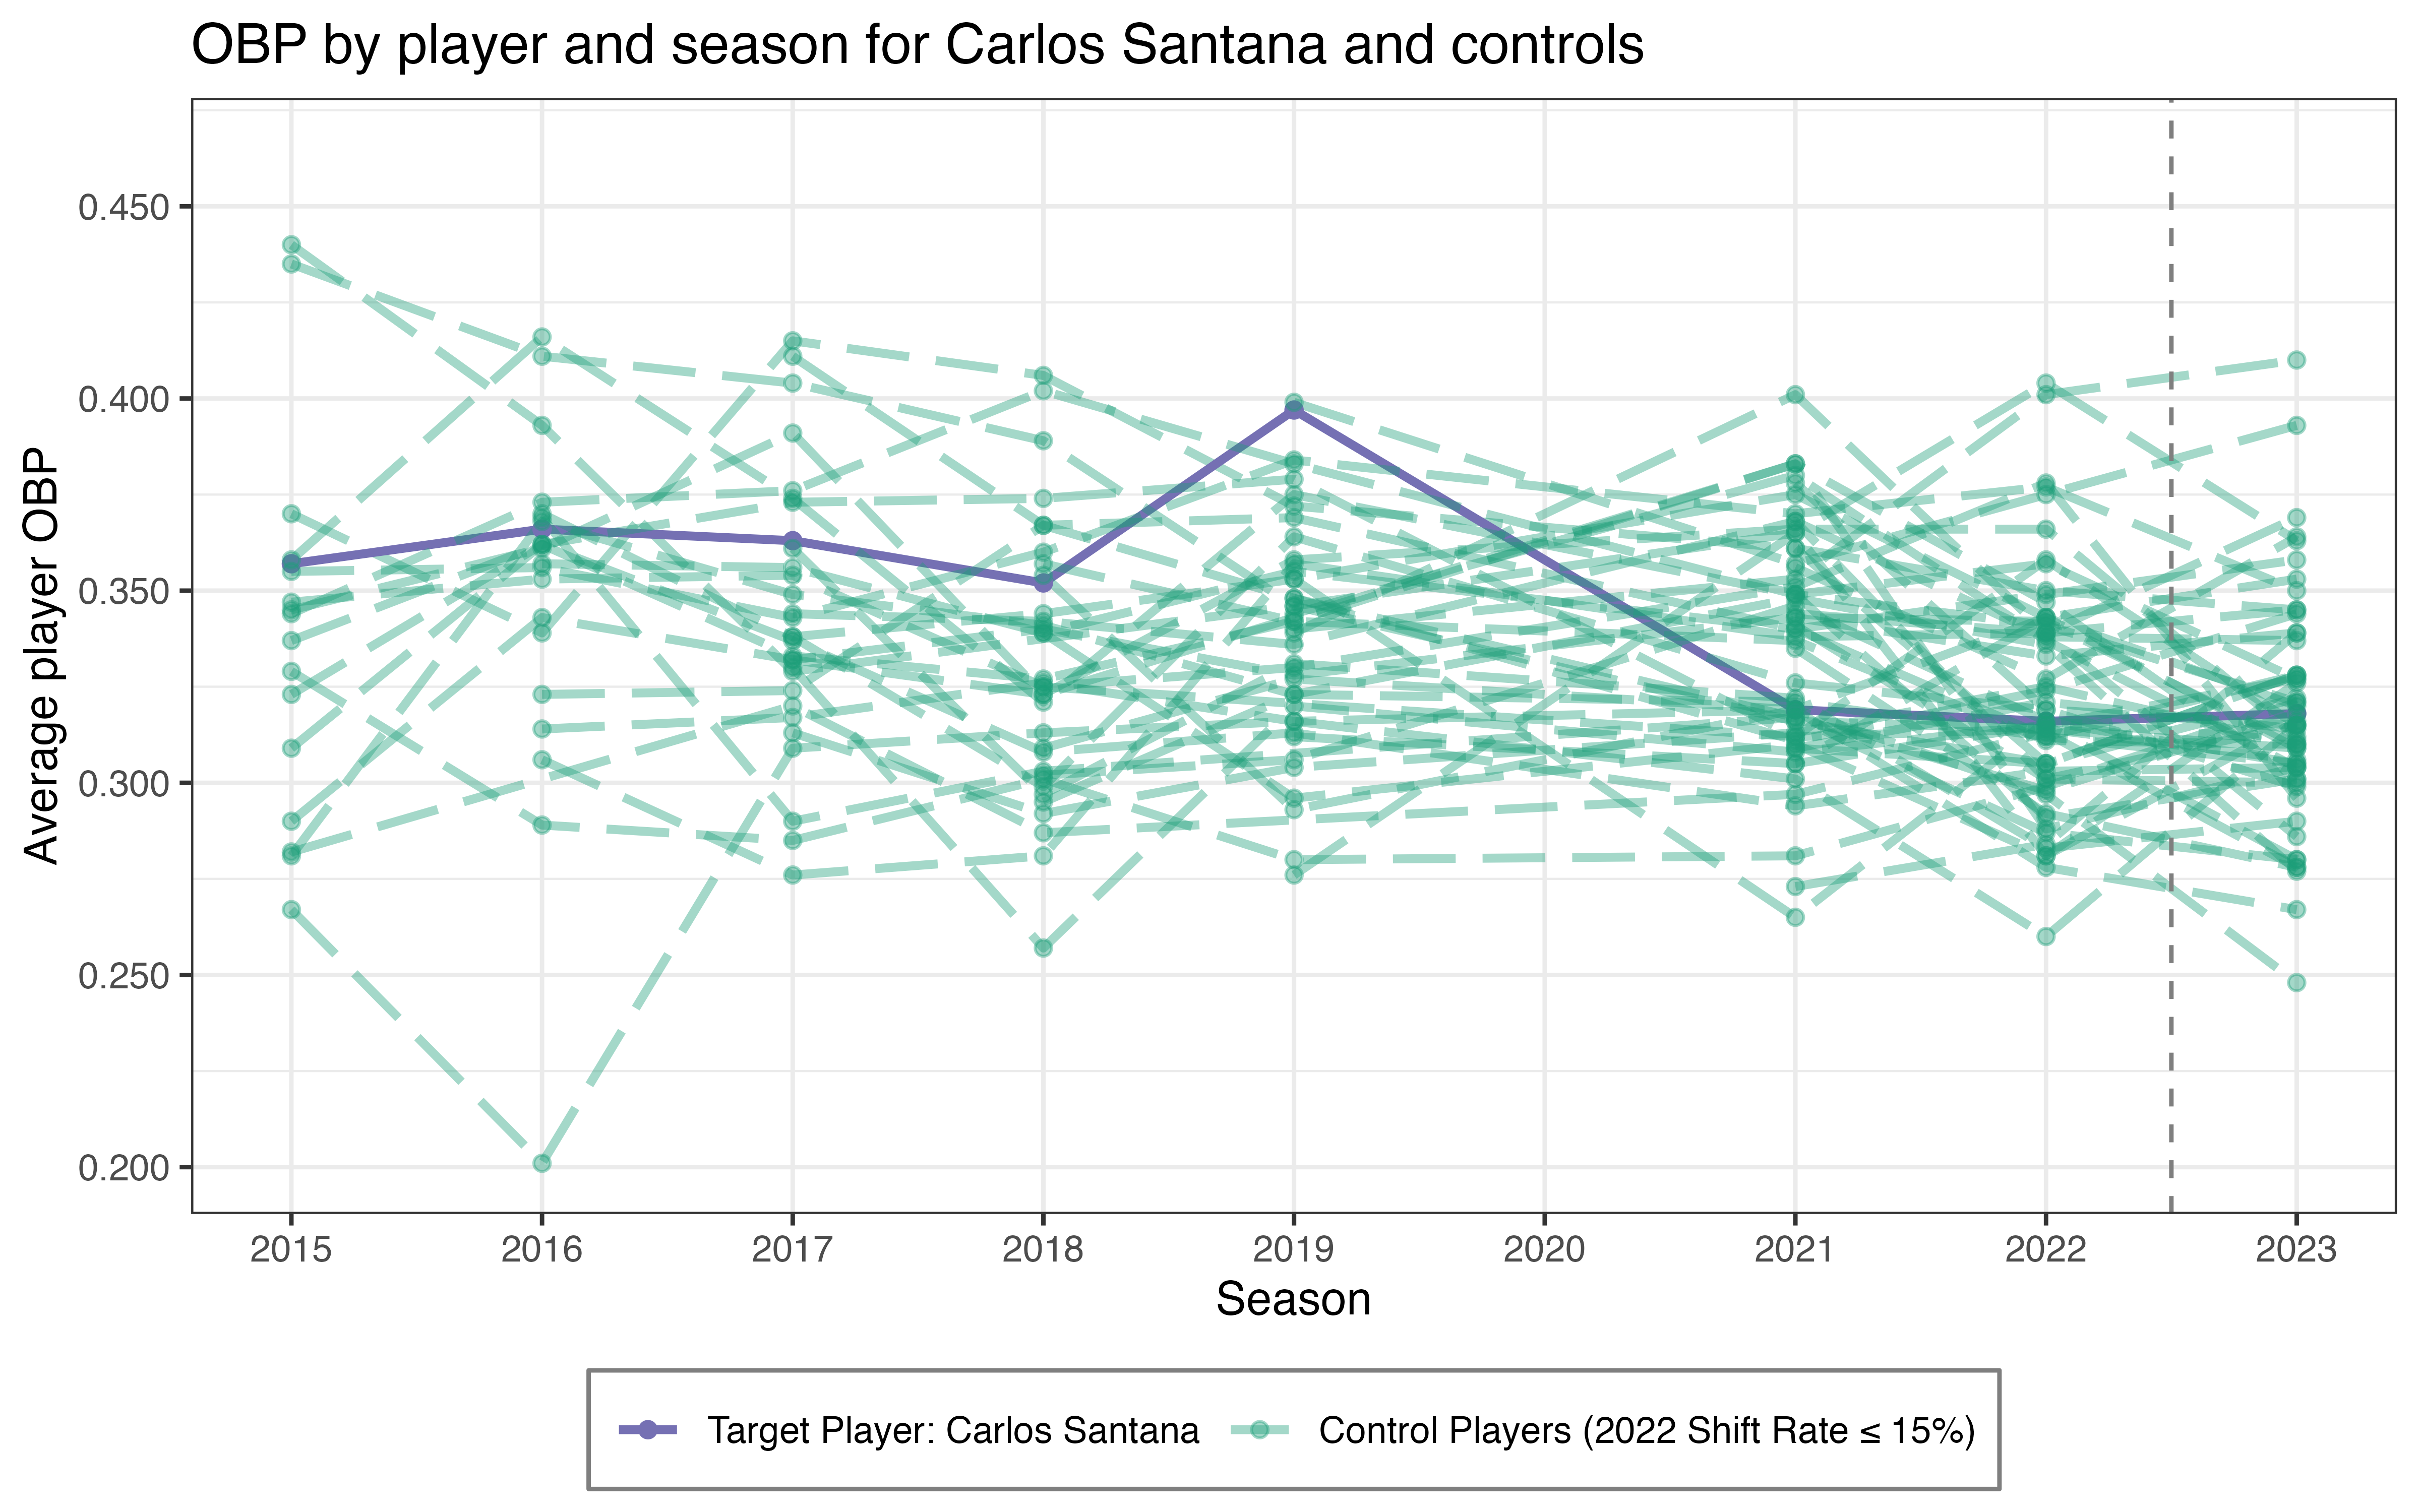 OBP by player and season for Carlos Santana and controls
Average player OBP
0.450
0.400
0.350
0.300
0.250
0.200
2015 2016 2017 2018 2019 2020 2021 2022 2023
Season
Target Player: Carlos Santana Control Players (2022 Shift Rate ≤ 15%)